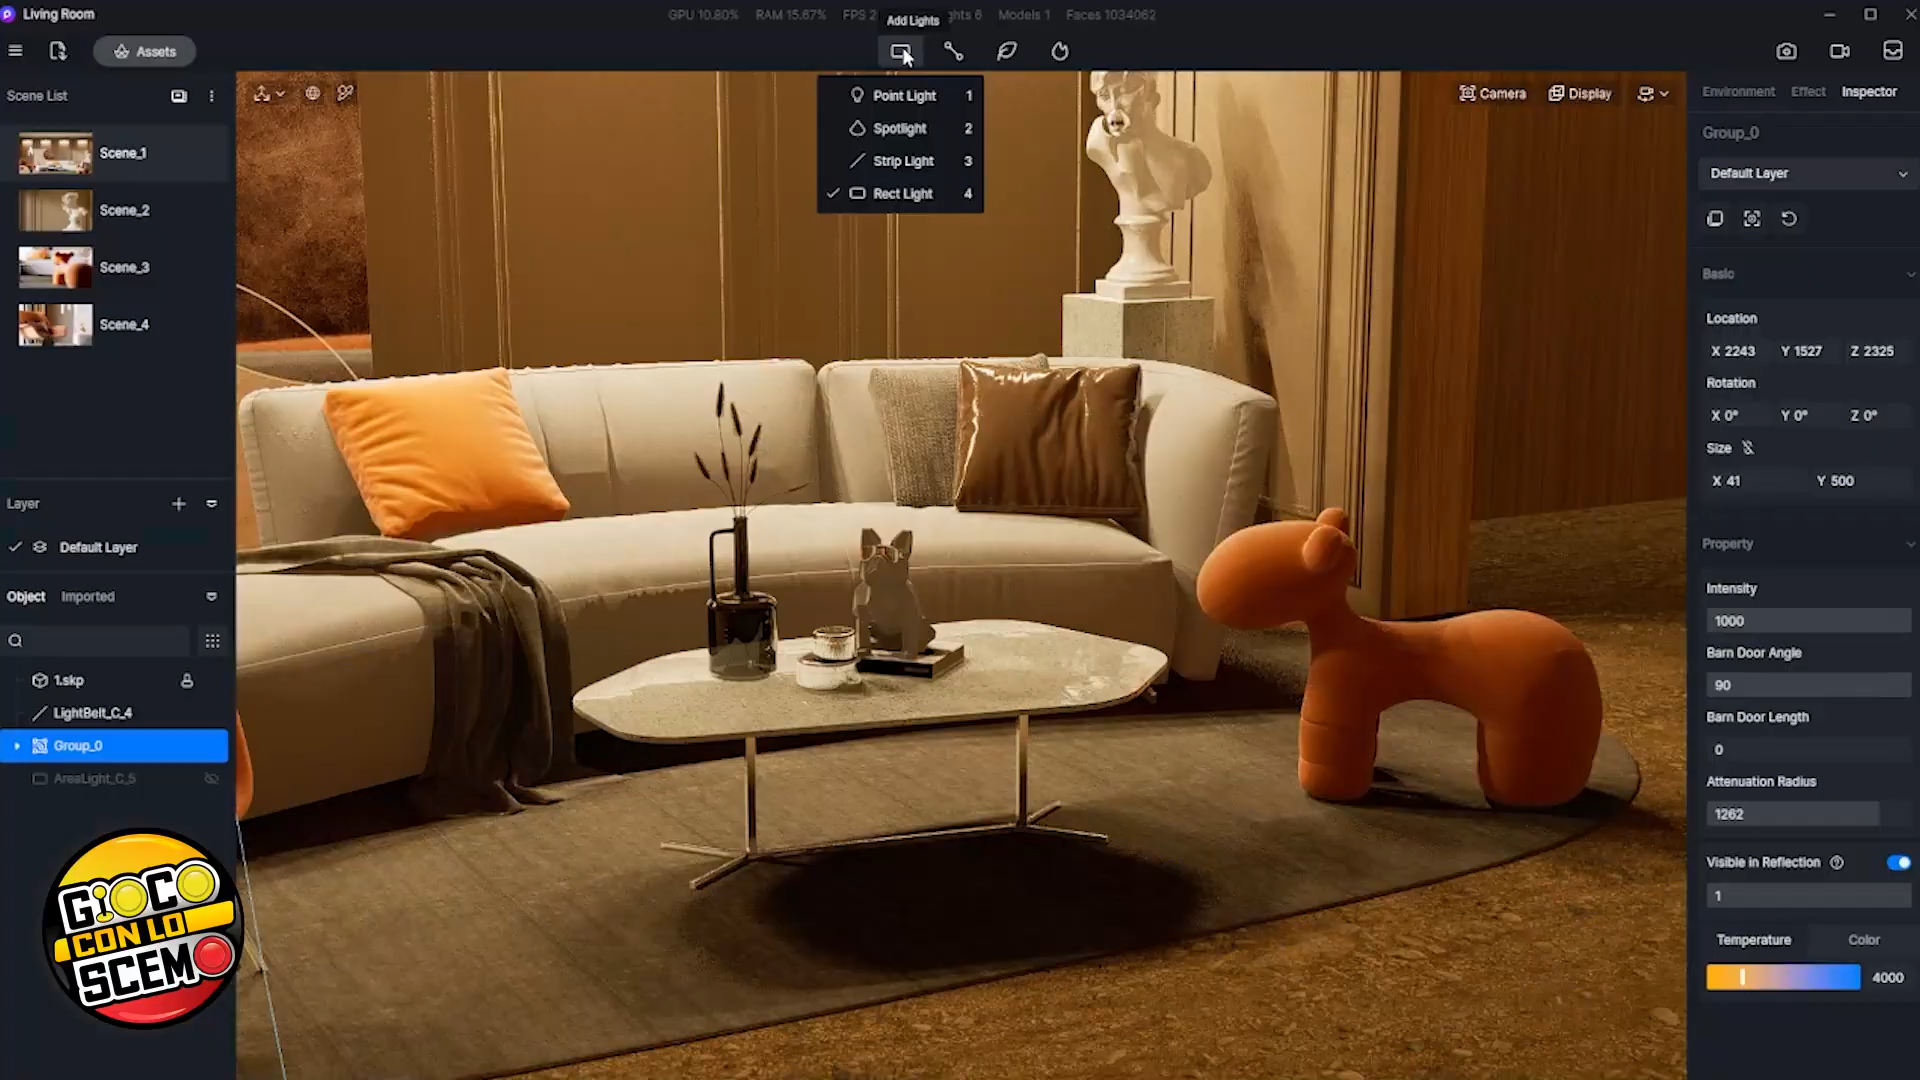 Living Room
GPU 10.80% RAM 15.67% FPS 2 ghts 6 Models 1 Faces 1034062
Add Lights
Assets
Scene List
Scene_1
Scene_2
Scene_3
Scene_4
Point Light 1
Spotlight 2
Strip Light 3
Rect Light 4
Camera
Display
Layer
Default Layer
Object Imported
1.skp
LightBelt_C_4
Group_0
AreaLight_C_5
GIOCO
CON LO
SCEMO
Environment Effect Inspector
Group_0
Default Layer
Basic
Location
X 2243 Y 1527 Z 2325
Rotation
X 0° Y 0° Z 0°
Size
X 41 Y 500
Property
Intensity
1000
Barn Door Angle
90
Barn Door Length
0
Attenuation Radius
1262
Visible in Reflection
1
Temperature Color
4000